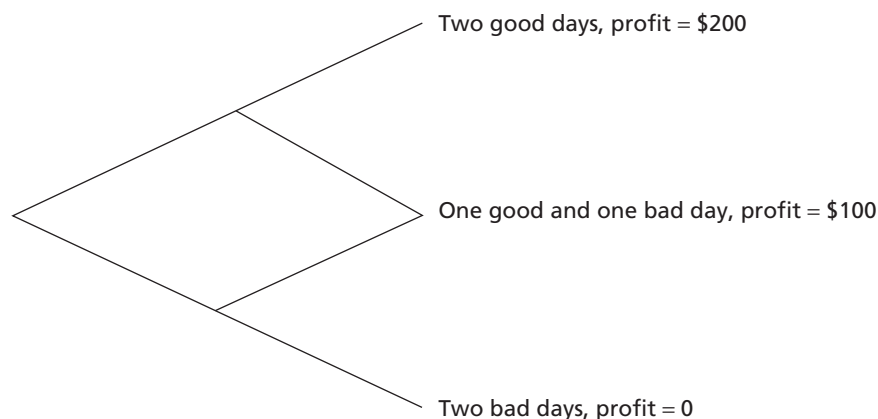 Two good days, profit = $200
One good and one bad day, profit = $100
Two bad days, profit = 0